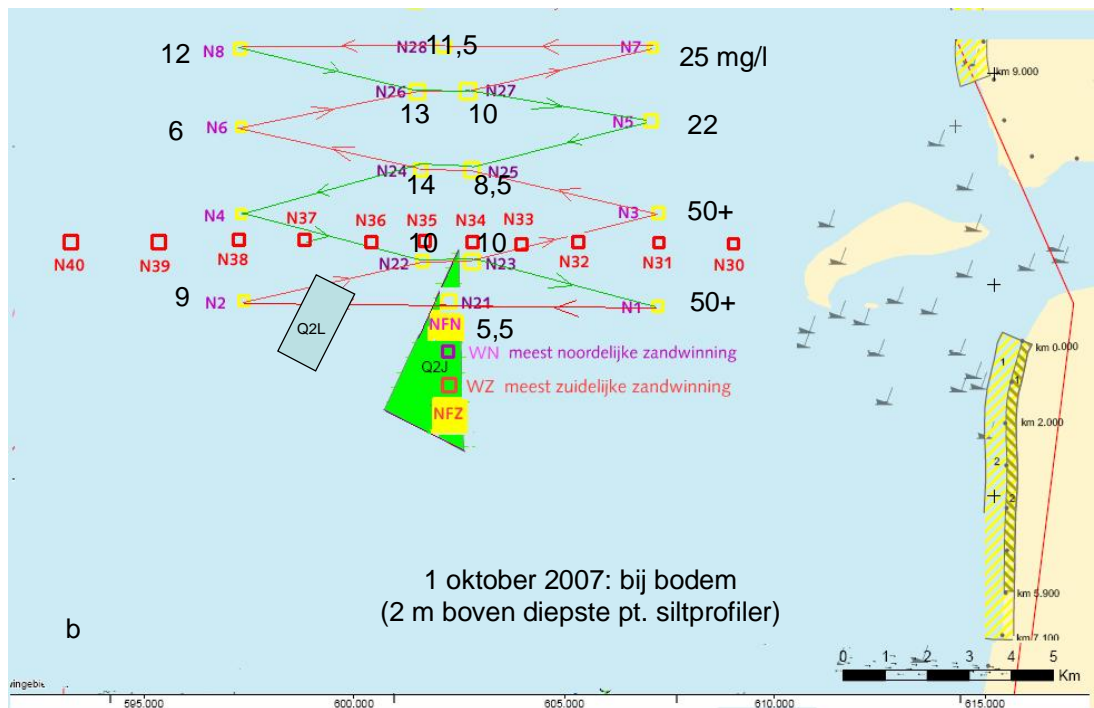 12 N8 N28 11,5 N7 25 mg/l
km 9.000
N26 N27
13 10
6 N6 N5 22
N24 N25
14 8,5
N4 N3 50+
N37 N36 N35 N34 N33
10 10
N40 N39 N38 N32 N31 N30
N22 N23
9 N2 N21 N1 50+
Q2L
NFN 5,5
WN meest noordelijke zandwinning
Q2J
WZ meest zuidelijke zandwinning
NFZ
km 0.000
1
1
km 2.000
2
2
km 5.900
km 7.100
1 oktober 2007: bij bodem
(2 m boven diepste pt. siltprofiler)
b
0 1 2 3 4 5
Km
wingebie
595.000 600.000 605.000 610.000 615.000